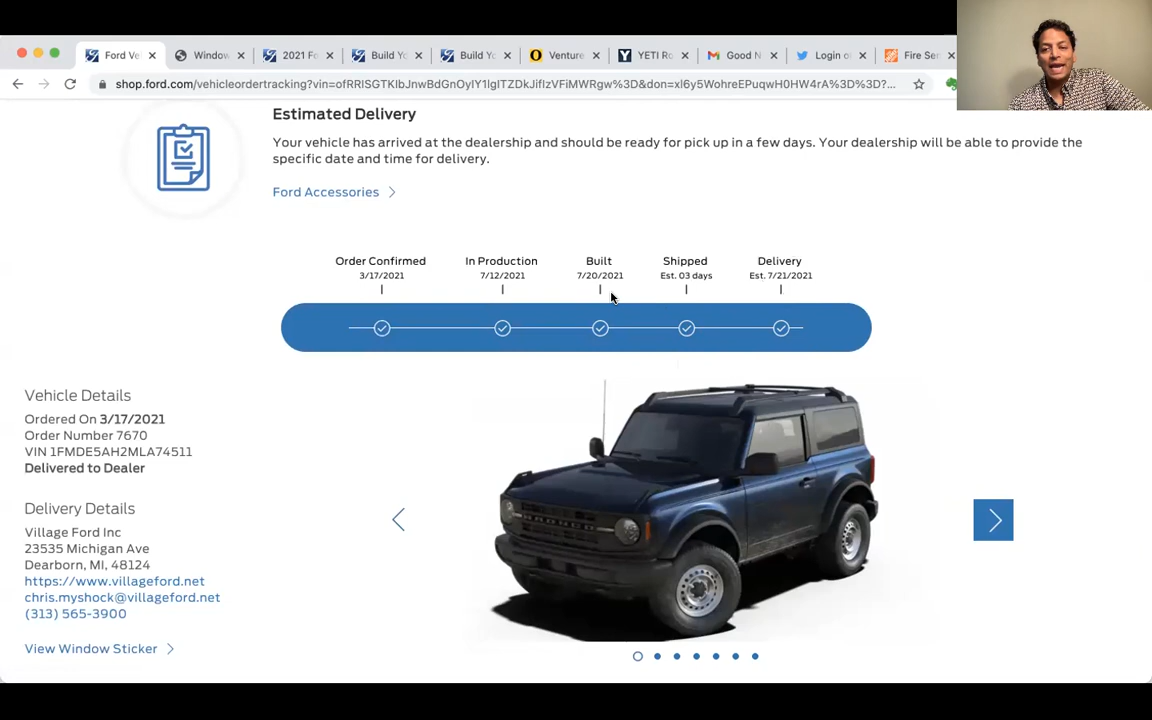 Ford Ve
Window
2021 Fo
Build Yo
Build Yo
Venture
YETI Ro
Good N
Login o
Fire Ser
shop.ford.com/vehicleordertracking?vin=ofRRISGTKIbJnwBdGnOyIY1lgITZDkJifIzVFiMWRgw%3D%3D&don=xl6y5WohreEPuqwH0HW4rA%3D%3D?...
Estimated Delivery
Your vehicle has arrived at the dealership and should be ready for pick up in a few days. Your dealership will be able to provide the
specific date and time for delivery.
Ford Accessories
Order Confirmed
3/17/2021
In Production
7/12/2021
Built
7/20/2021
Shipped
Est. 03 days
Delivery
Est. 7/21/2021
Vehicle Details
Ordered On 3/17/2021
Order Number 7670
VIN 1FMDE5AH2MLA74511
Delivered to Dealer
Delivery Details
Village Ford Inc
23535 Michigan Ave
Dearborn, MI, 48124
https://www.villageford.net
chris.myshock@villageford.net
(313) 565-3900
View Window Sticker
BRONCO